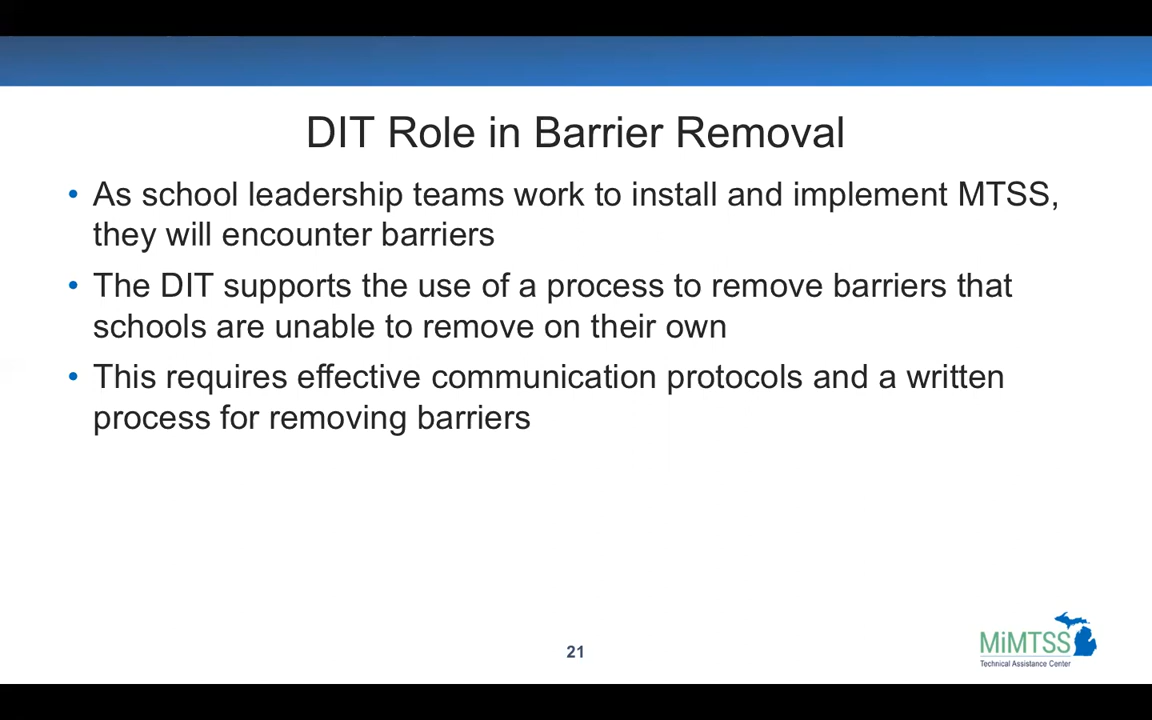 DIT Role in Barrier Removal
• As school leadership teams work to install and implement MTSS,
they will encounter barriers
• The DIT supports the use of a process to remove barriers that
schools are unable to remove on their own
• This requires effective communication protocols and a written
process for removing barriers
21
MiMTSS
Technical Assistance Center